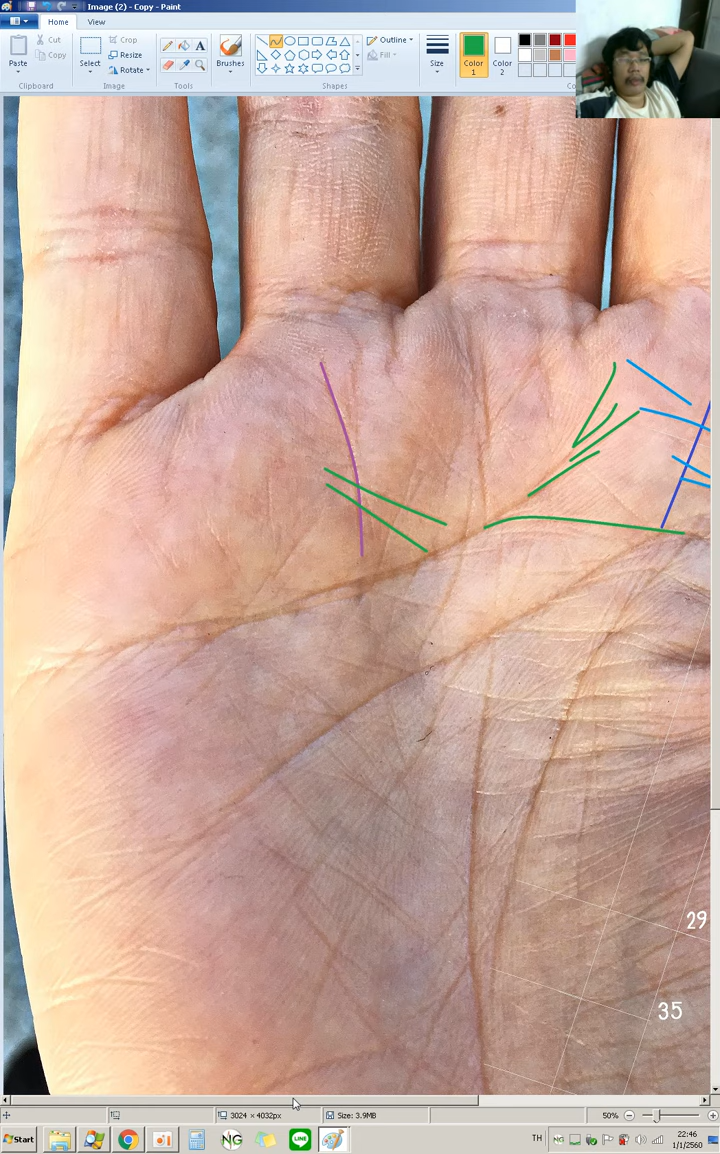 Image (2) - Copy - Paint
Home View
Paste
Cut
Copy
Clipboard
Select
Crop
Resize
Rotate
Image
Tools
Brushes
Shapes
Outline
Fill
Size
Color 1
Color 2
29
35
3024 × 4032px
Size: 3.9MB
50%
Start
NG
LINE
TH
NG
22:46
1/1/2560